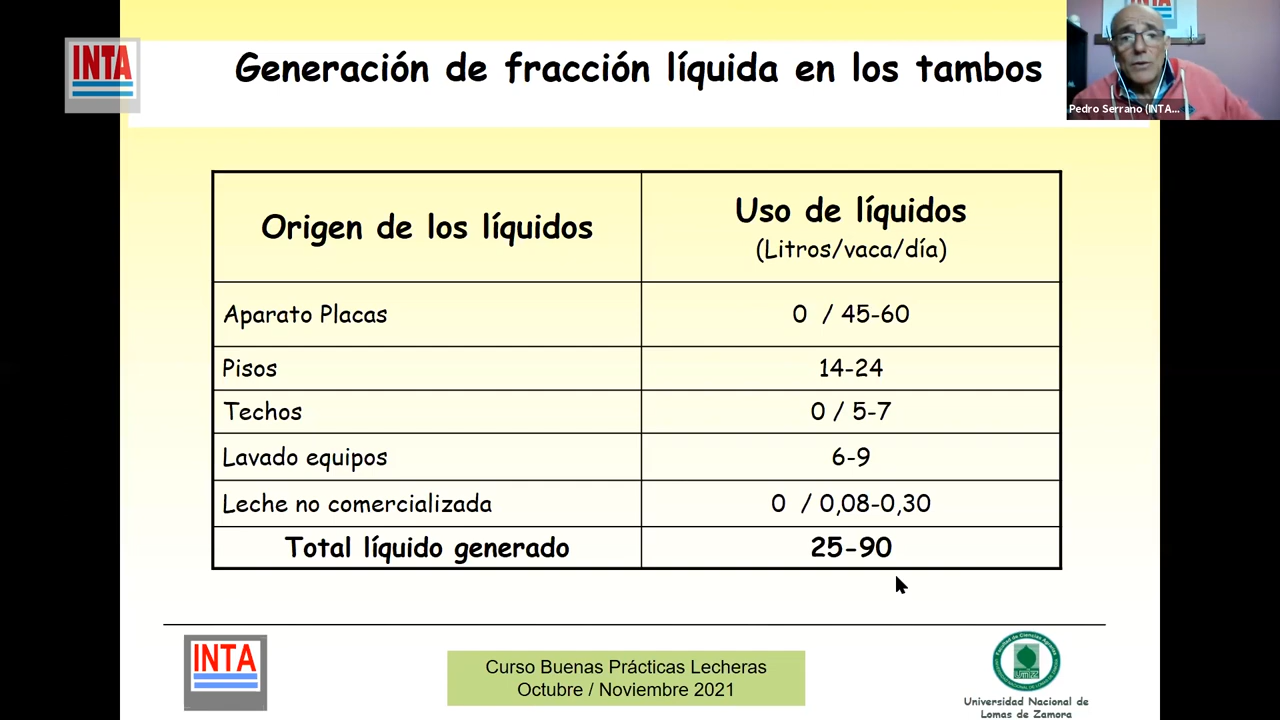 INTA
Generación de fracción líquida en los tambos
Pedro Serrano (INTA...
Origen de los líquidos
Uso de líquidos
(Litros/vaca/día)
Aparato Placas
0 / 45-60
Pisos
14-24
Techos
0 / 5-7
Lavado equipos
6-9
Leche no comercializada
0 / 0,08-0,30
Total líquido generado
25-90
INTA
Curso Buenas Prácticas Lecheras
Octubre / Noviembre 2021
Universidad Nacional de
Lomas de Zamora